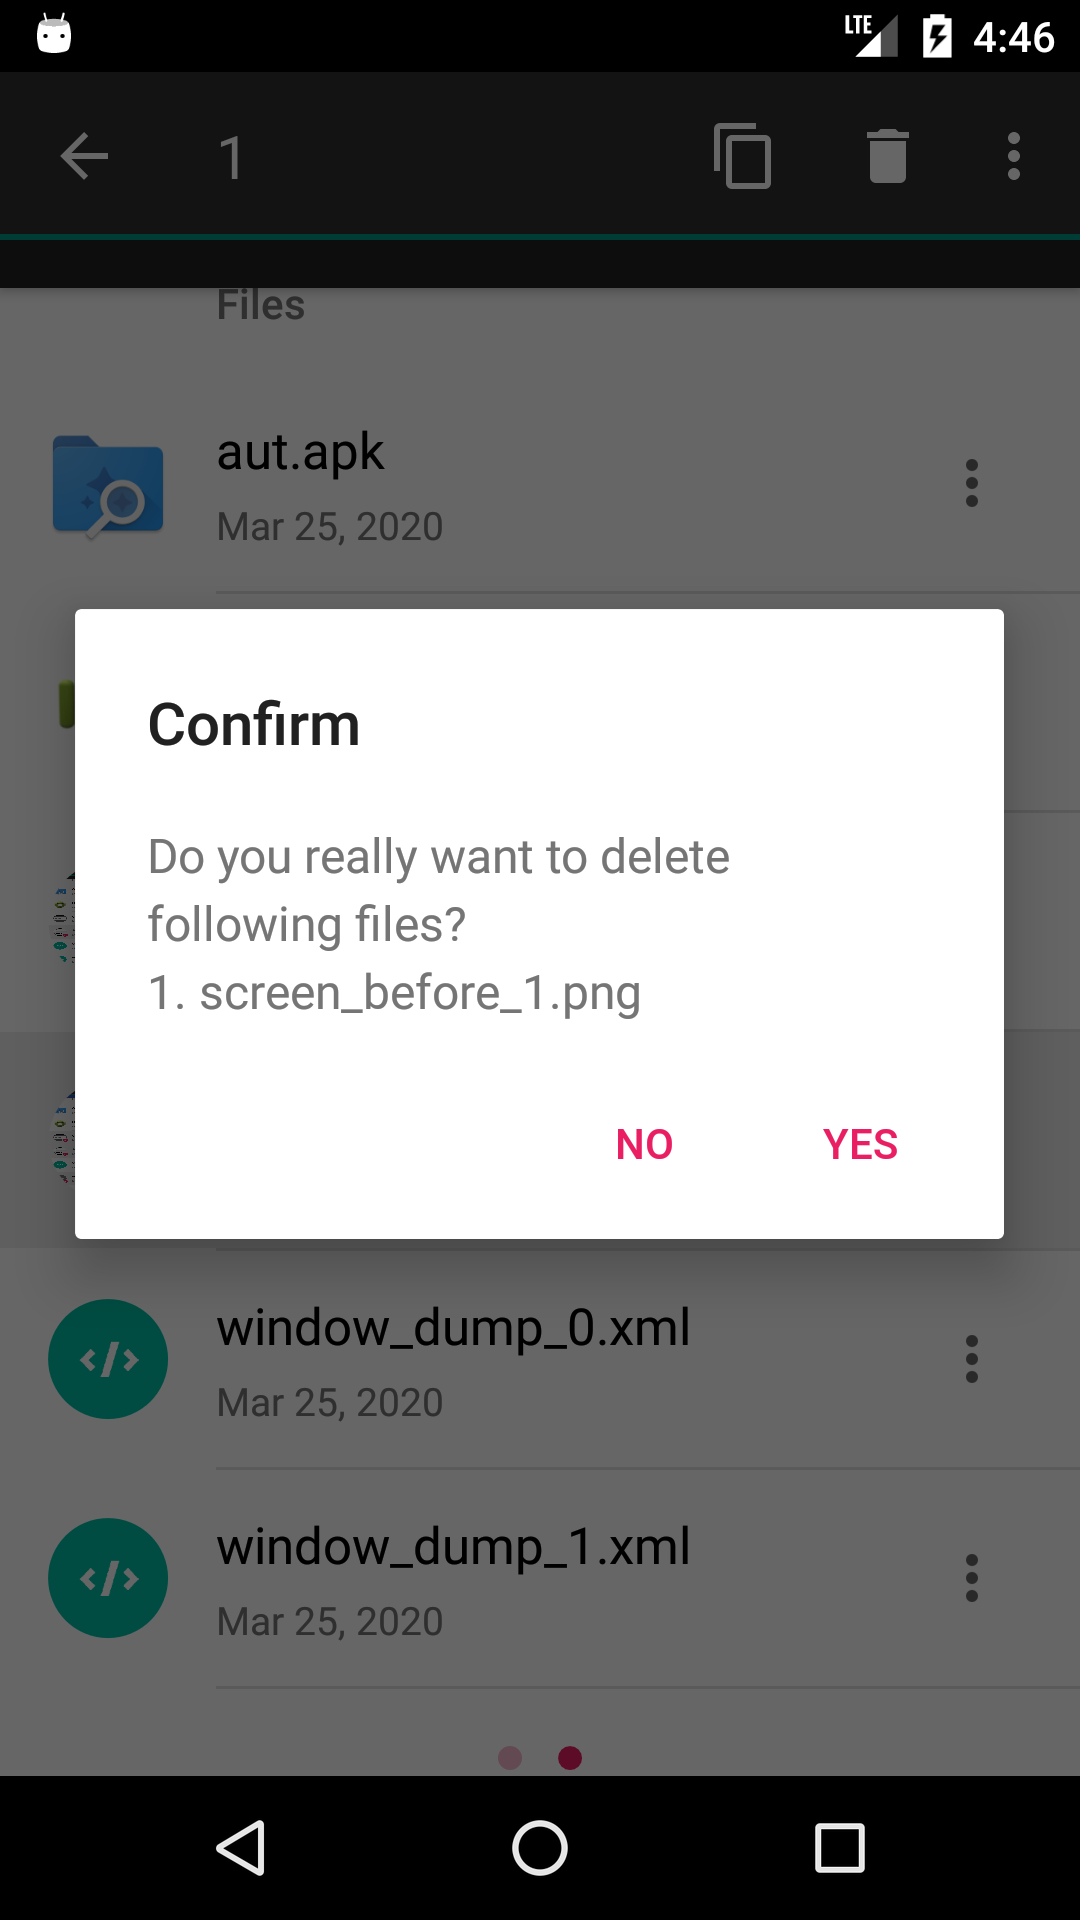 LTE 4:46
1
Files
aut.apk
Mar 25, 2020
Confirm
Do you really want to delete
following files?
1. screen_before_1.png
NO YES
window_dump_0.xml
Mar 25, 2020
window_dump_1.xml
Mar 25, 2020